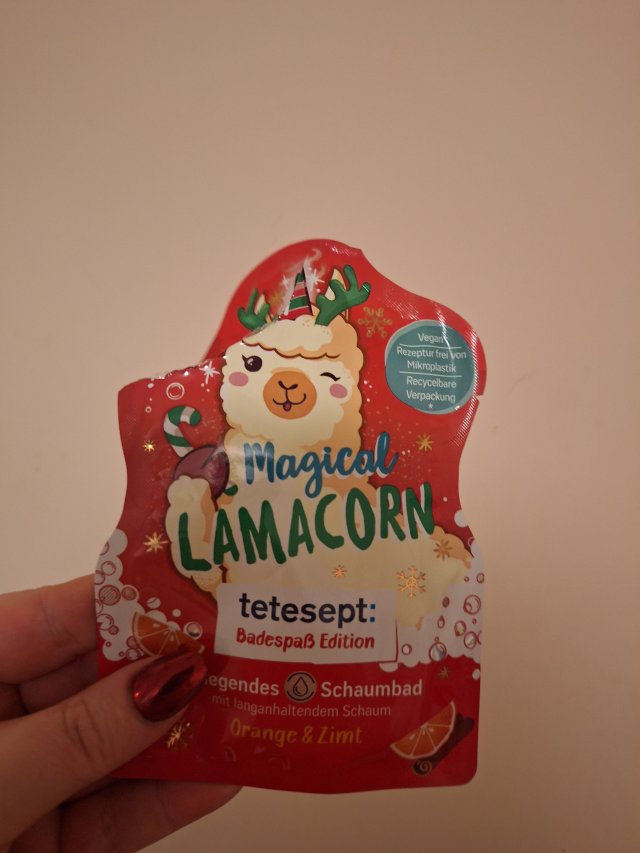 Vegan
Rezeptur frei von
Mikroplastik
Recycelbare
Verpackung
*
Magical
LAMACORN
tetesept:
Badespaß Edition
Schaumbad
mit langanhaltendem Schaum
Orange & Zimt